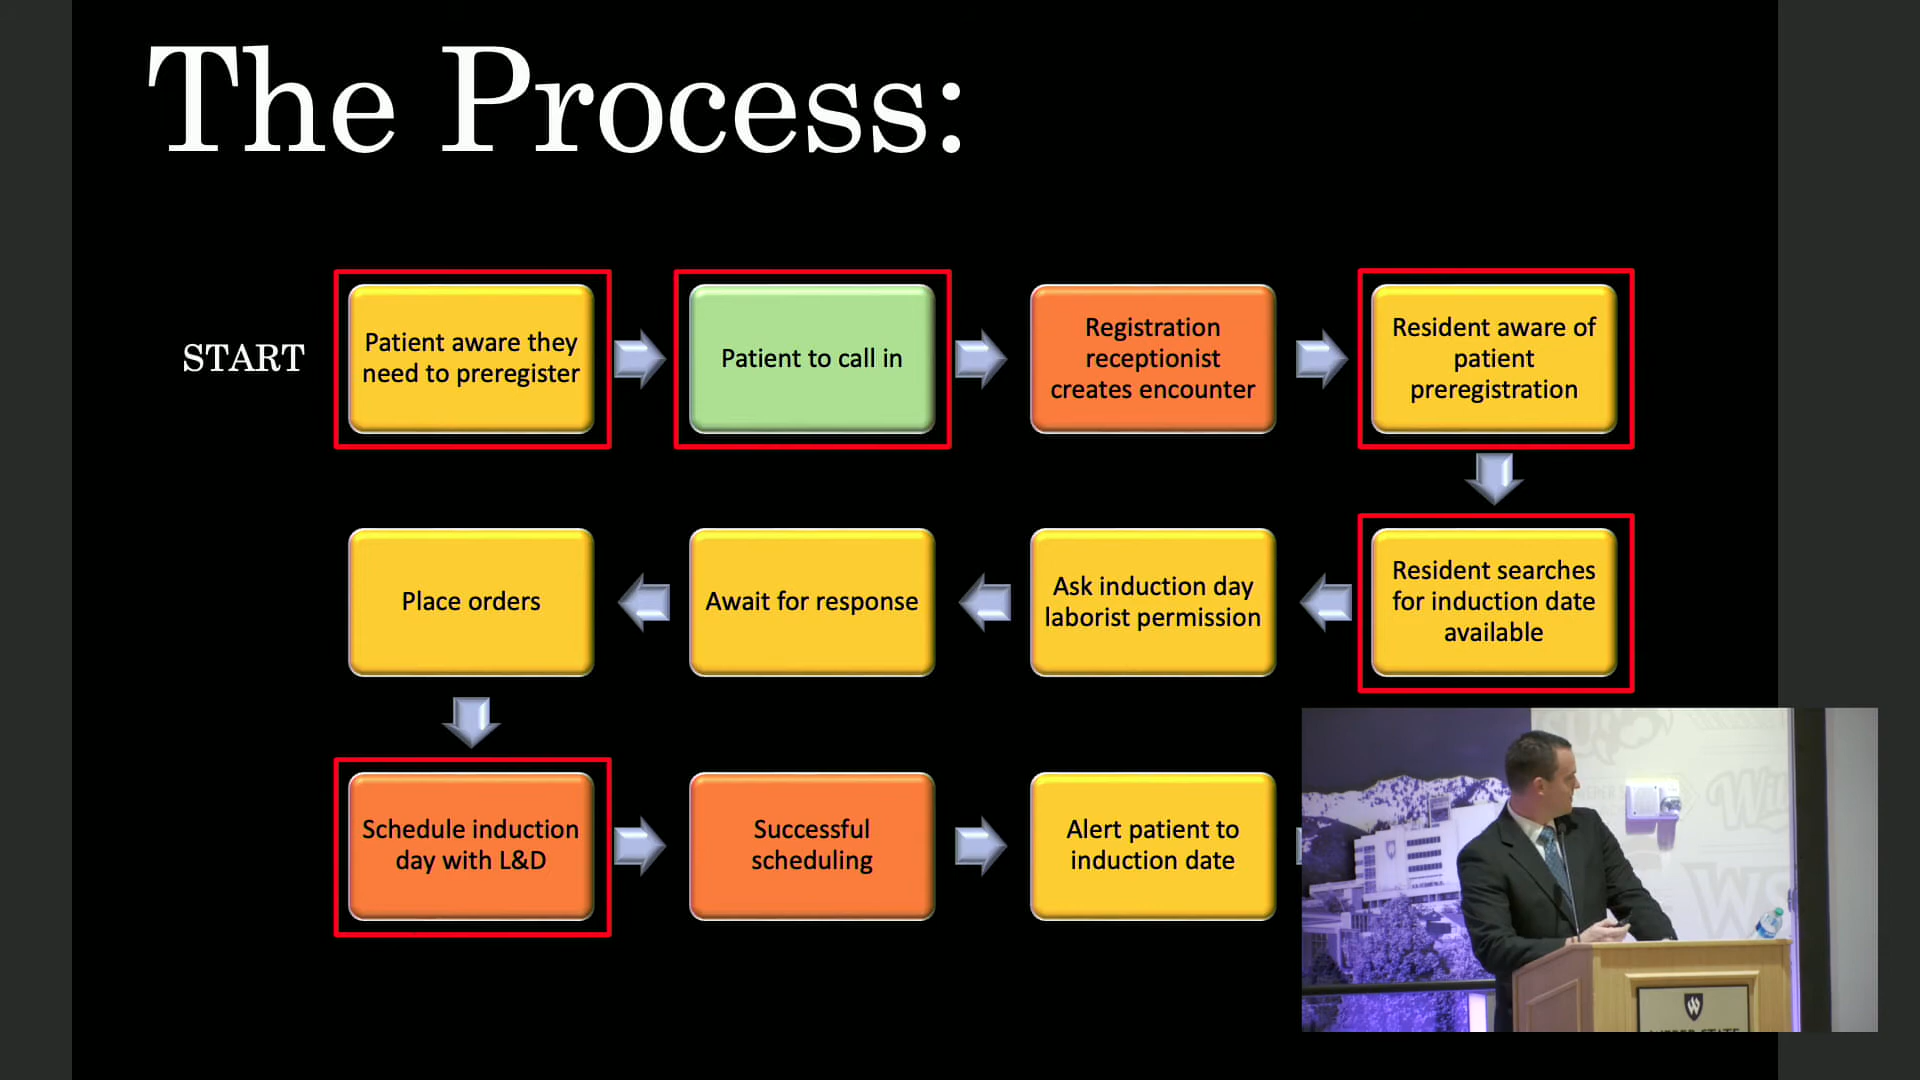 The Process:
START
Patient aware they
need to preregister
Patient to call in
Registration
receptionist
creates encounter
Resident aware of
patient
preregistration
Place orders
Await for response
Ask induction day
laborist permission
Resident searches
for induction date
available
Schedule induction
day with L&D
Successful
scheduling
Alert patient to
induction date